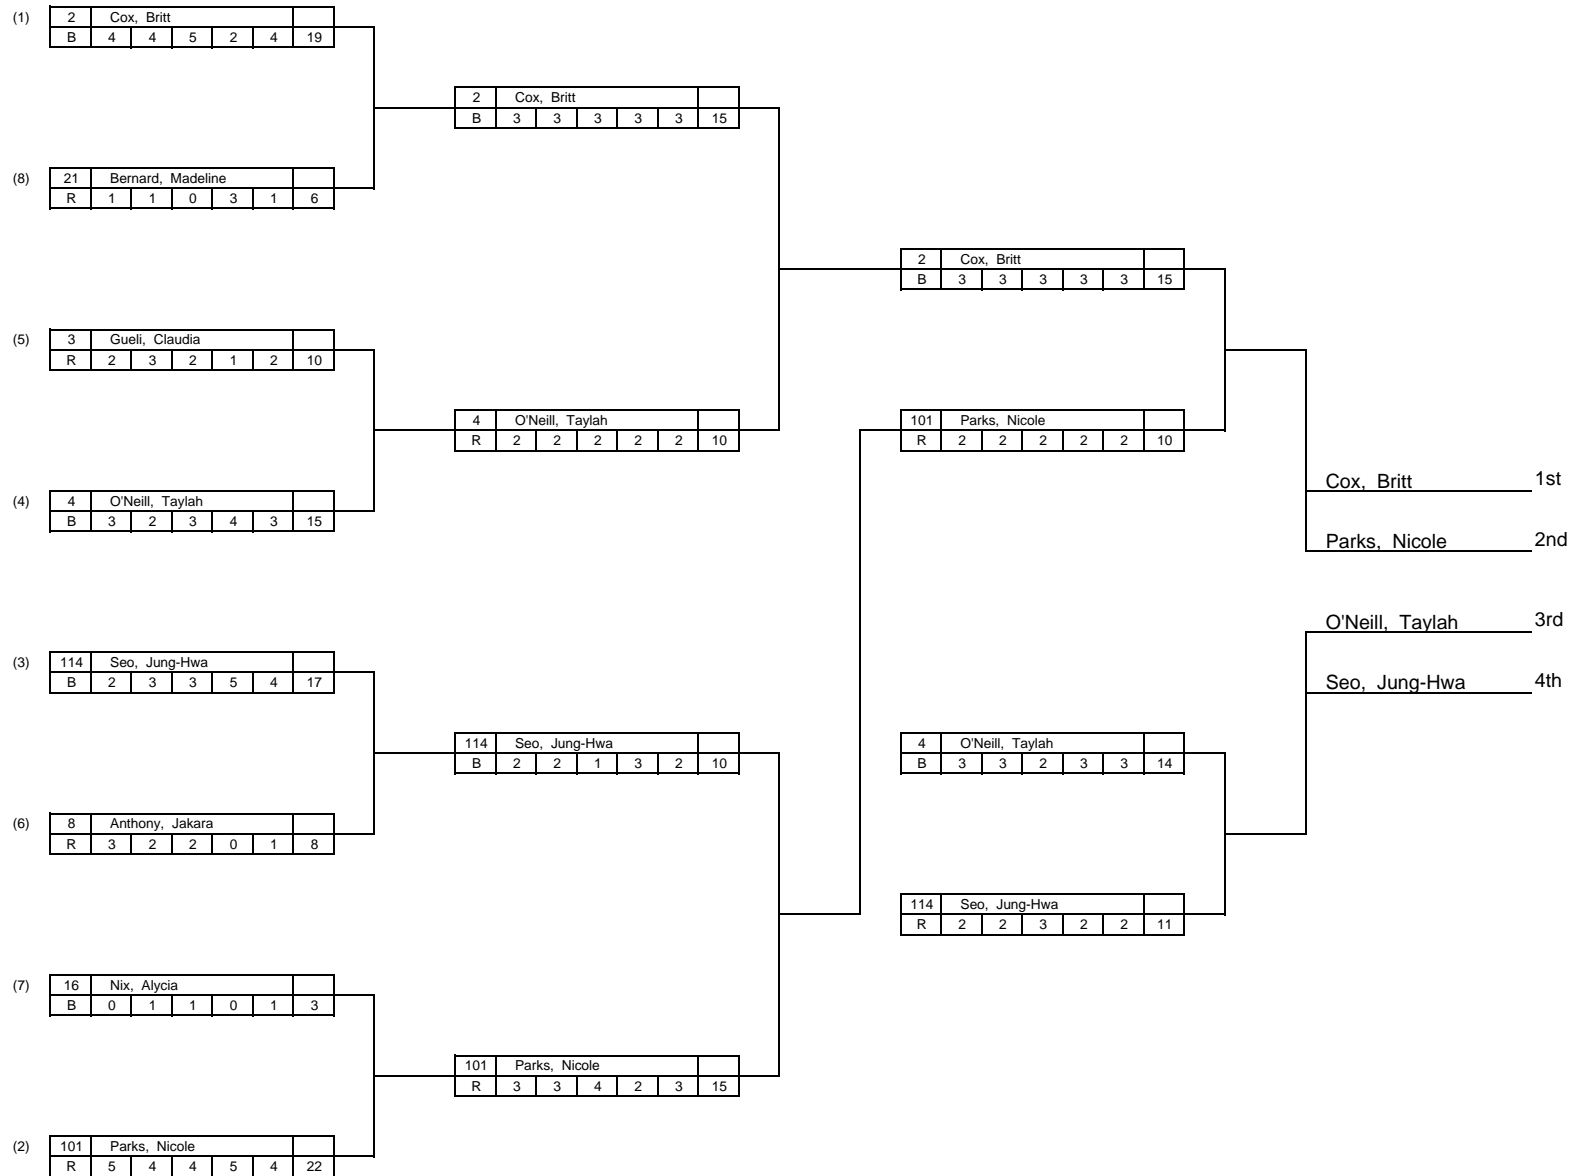 (1) 2 Cox, Britt
B 4 4 5 2 4 19
2 Cox, Britt
B 3 3 3 3 3 15
(8) 21 Bernard, Madeline
R 1 1 0 3 1 6
2 Cox, Britt
B 3 3 3 3 3 15
(5) 3 Gueli, Claudia
R 2 3 2 1 2 10
4 O'Neill, Taylah
R 2 2 2 2 2 10
101 Parks, Nicole
R 2 2 2 2 2 10
Cox, Britt 1st
(4) 4 O'Neill, Taylah
B 3 2 3 4 3 15
Parks, Nicole 2nd
O'Neill, Taylah 3rd
(3) 114 Seo, Jung-Hwa
B 2 3 3 5 4 17
Seo, Jung-Hwa 4th
114 Seo, Jung-Hwa
B 2 2 1 3 2 10
4 O'Neill, Taylah
B 3 3 2 3 3 14
(6) 8 Anthony, Jakara
R 3 2 2 0 1 8
114 Seo, Jung-Hwa
R 2 2 3 2 2 11
(7) 16 Nix, Alycia
B 0 1 1 0 1 3
101 Parks, Nicole
R 3 3 4 2 3 15
(2) 101 Parks, Nicole
R 5 4 4 5 4 22